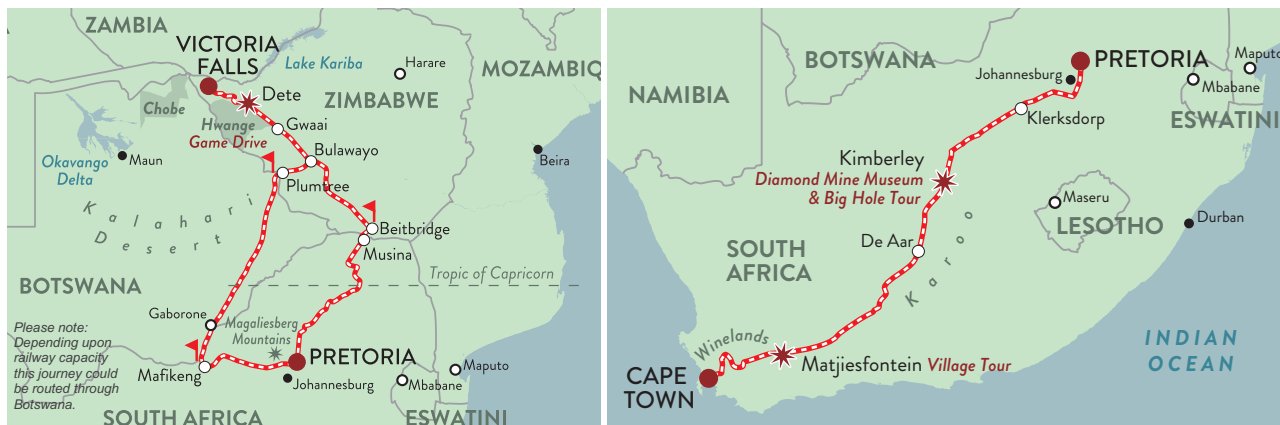 ZAMBIA
VICTORIA
FALLS
Lake Kariba
Harare
MOZAMBIQ
Dete
ZIMBABWE
Chobe
Hwange
Game Drive
Gwaai
Bulawayo
Okavango
Delta
Maun
Beira
Plumtree
Kalahari
Desert
Beitbridge
Musina
Tropic of Capricorn
BOTSWANA
Gaborone
Magaliesberg
Mountains
Please note:
Depending upon
railway capacity
this journey could
be routed through
Botswana.
PRETORIA
Mafikeng
Johannesburg
Maputo
Mbabane
SOUTH AFRICA
ESWATINI
BOTSWANA
PRETORIA
Johannesburg
Maputo
Mbabane
NAMIBIA
Klerksdorp
ESWATINI
Kimberley
Diamond Mine Museum
& Big Hole Tour
Maseru
LESOTHO
Durban
De Aar
SOUTH
AFRICA
Karoo
Winelands
INDIAN
OCEAN
Matjiesfontein Village Tour
CAPE
TOWN